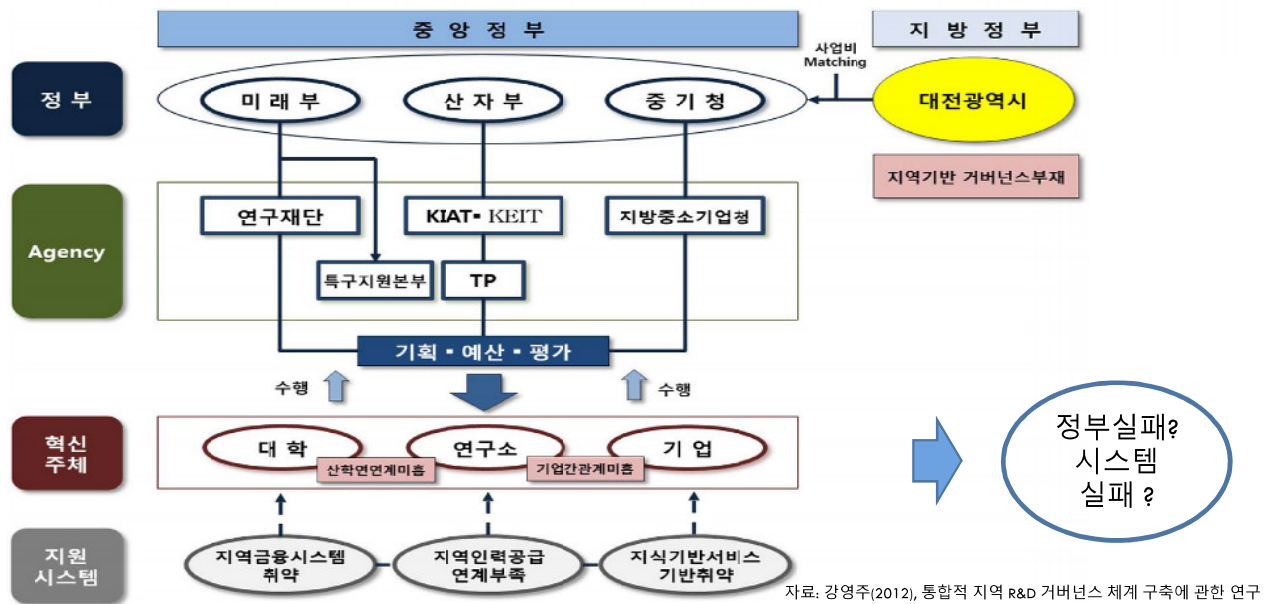 중 앙 정 부
지 방 정 부
사업비
Matching
정 부
미 래 부
산 자 부
중 기 청
대전광역시
지역기반 거버넌스부재
Agency
연구재단
KIAT▪ KEIT
지방중소기업청
특구지원본부
TP
기획▪예산▪평가
수행
수행
혁신
주체
대 학
연구소
기 업
산학연연계미흡
기업간관계미흡
정부실패?
시스템
실패 ?
지원
시스템
지역금융시스템
취약
지역인력공급
연계부족
지식기반서비스
기반취약
자료: 강영주(2012), 통합적 지역 R&D 거버넌스 체계 구축에 관한 연구